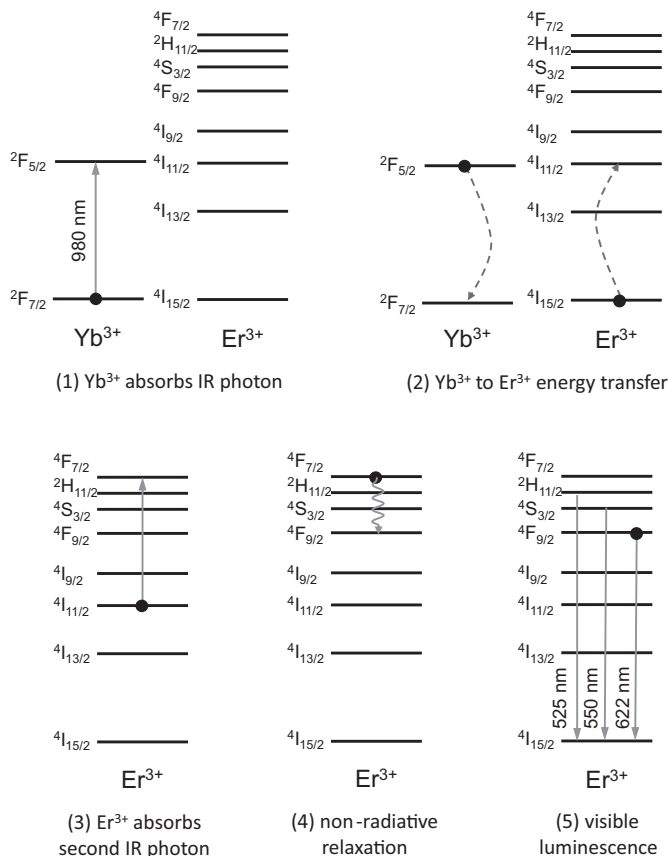 ⁴F₇/₂
²H₁₁/₂
⁴S₃/₂
⁴F₉/₂
⁴I₉/₂
²F₅/₂
⁴I₁₁/₂
⁴I₁₃/₂
980 nm
²F₇/₂
⁴I₁₅/₂
Yb³⁺
Er³⁺
(1) Yb³⁺ absorbs IR photon
⁴F₇/₂
²H₁₁/₂
⁴S₃/₂
⁴F₉/₂
⁴I₉/₂
²F₅/₂
⁴I₁₁/₂
⁴I₁₃/₂
²F₇/₂
⁴I₁₅/₂
Yb³⁺
Er³⁺
(2) Yb³⁺ to Er³⁺ energy transfer
⁴F₇/₂
²H₁₁/₂
⁴S₃/₂
⁴F₉/₂
⁴I₉/₂
⁴I₁₁/₂
⁴I₁₃/₂
⁴I₁₅/₂
Er³⁺
(3) Er³⁺ absorbs
second IR photon
⁴F₇/₂
²H₁₁/₂
⁴S₃/₂
⁴F₉/₂
⁴I₉/₂
⁴I₁₁/₂
⁴I₁₃/₂
⁴I₁₅/₂
Er³⁺
(4) non-radiative
relaxation
⁴F₇/₂
²H₁₁/₂
⁴S₃/₂
⁴F₉/₂
⁴I₉/₂
⁴I₁₁/₂
⁴I₁₃/₂
525 nm
550 nm
622 nm
⁴I₁₅/₂
Er³⁺
(5) visible
luminescence